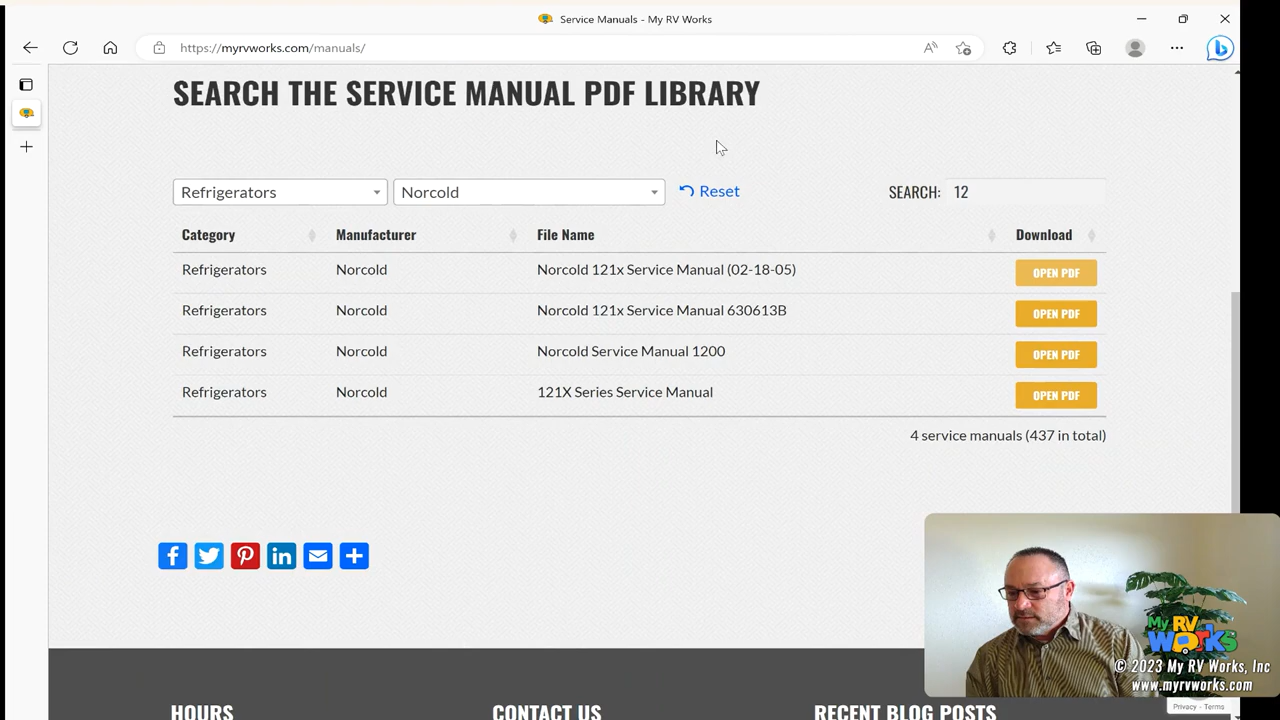 Service Manuals - My RV Works
https://myrvworks.com/manuals/
SEARCH THE SERVICE MANUAL PDF LIBRARY
Refrigerators Norcold Reset SEARCH: 12
Category Manufacturer File Name Download
Refrigerators Norcold Norcold 121x Service Manual (02-18-05) OPEN PDF
Refrigerators Norcold Norcold 121x Service Manual 630613B OPEN PDF
Refrigerators Norcold Norcold Service Manual 1200 OPEN PDF
Refrigerators Norcold 121X Series Service Manual OPEN PDF
4 service manuals (437 in total)
My RV Works
© 2023 My RV Works, Inc
www.myrvworks.com
Privacy - Terms
HOURS CONTACT US RECENT BLOG POSTS